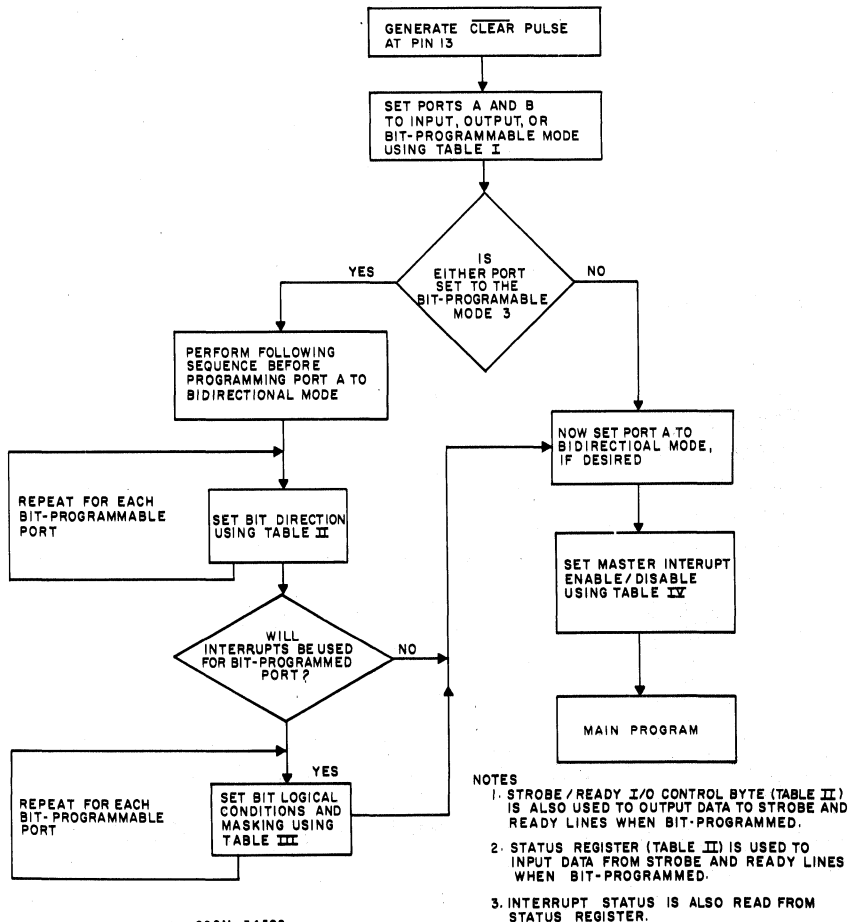 GENERATE CLEAR PULSE
AT PIN 13
SET PORTS A AND B
TO INPUT, OUTPUT, OR
BIT-PROGRAMMABLE MODE
USING TABLE I
IS
EITHER PORT
SET TO THE
BIT-PROGRAMABLE
MODE 3
YES
NO
PERFORM FOLLOWING
SEQUENCE BEFORE
PROGRAMMING PORT A TO
BIDIRECTIONAL MODE
NOW SET PORT A TO
BIDIRECTIOAL MODE,
IF DESIRED
REPEAT FOR EACH
BIT-PROGRAMMABLE
PORT
SET BIT DIRECTION
USING TABLE II
SET MASTER INTERUPT
ENABLE/DISABLE
USING TABLE IV
WILL
INTERRUPTS BE USED
FOR BIT-PROGRAMMED
PORT?
NO
MAIN PROGRAM
YES
REPEAT FOR EACH
BIT-PROGRAMMABLE
PORT
SET BIT LOGICAL
CONDITIONS AND
MASKING USING
TABLE III
NOTES
1. STROBE/READY I/O CONTROL BYTE (TABLE II)
IS ALSO USED TO OUTPUT DATA TO STROBE AND
READY LINES WHEN BIT-PROGRAMMED.
2. STATUS REGISTER (TABLE II) IS USED TO
INPUT DATA FROM STROBE AND READY LINES
WHEN BIT-PROGRAMMED.
3. INTERRUPT STATUS IS ALSO READ FROM
STATUS REGISTER.